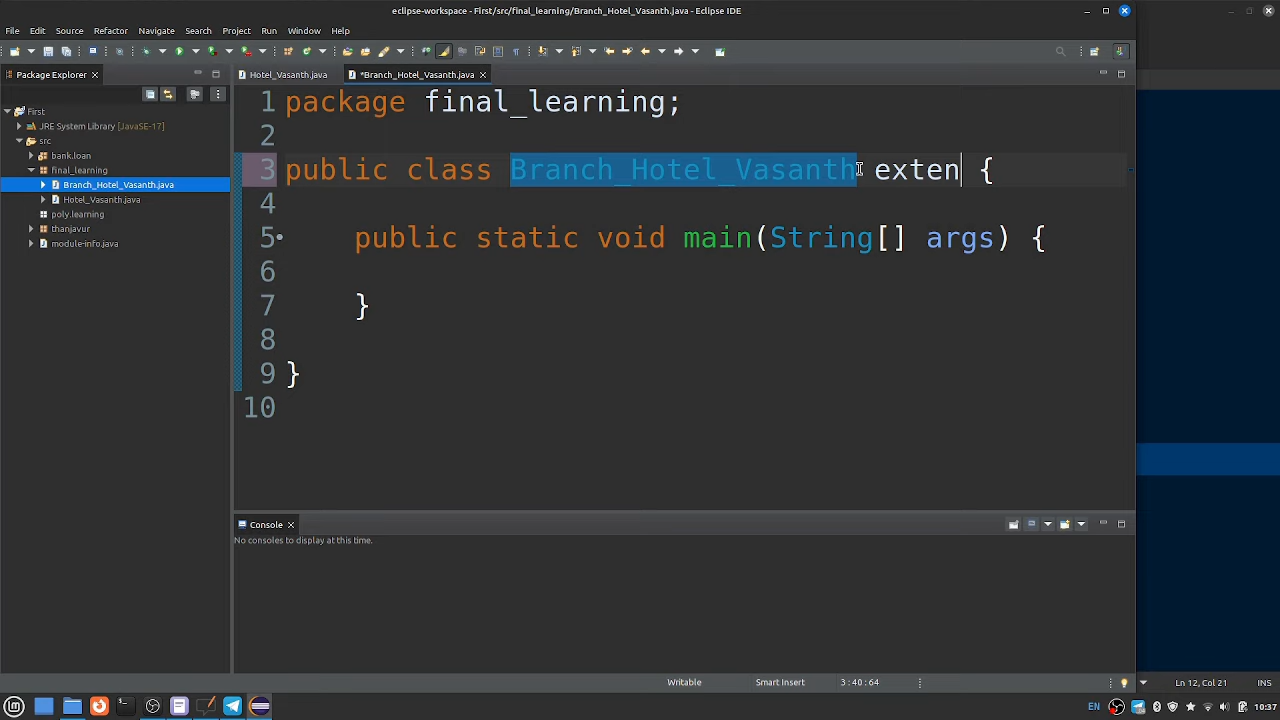 eclipse-workspace - First/src/final_learning/Branch_Hotel_Vasanth.java - Eclipse IDE
File Edit Source Refactor Navigate Search Project Run Window Help
Package Explorer
Hotel_Vasanth.java
*Branch_Hotel_Vasanth.java
First
JRE System Library [JavaSE-17]
src
bank.loan
final_learning
Branch_Hotel_Vasanth.java
Hotel_Vasanth.java
poly.learning
thanjavur
module-info.java
1 package final_learning;
2
3 public class Branch_Hotel_Vasanth exten {
4
5 public static void main(String[] args) {
6
7 }
8
9 }
10
Console
No consoles to display at this time.
Writable Smart Insert 3:40:64 Ln 12, Col 21 INS
EN 10:37